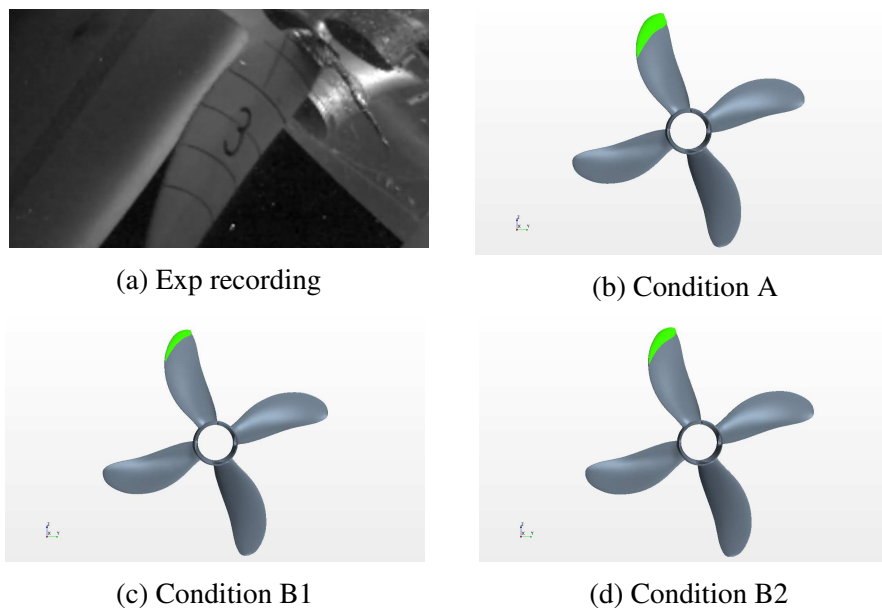 3
(a) Exp recording
(b) Condition A
(c) Condition B1
(d) Condition B2